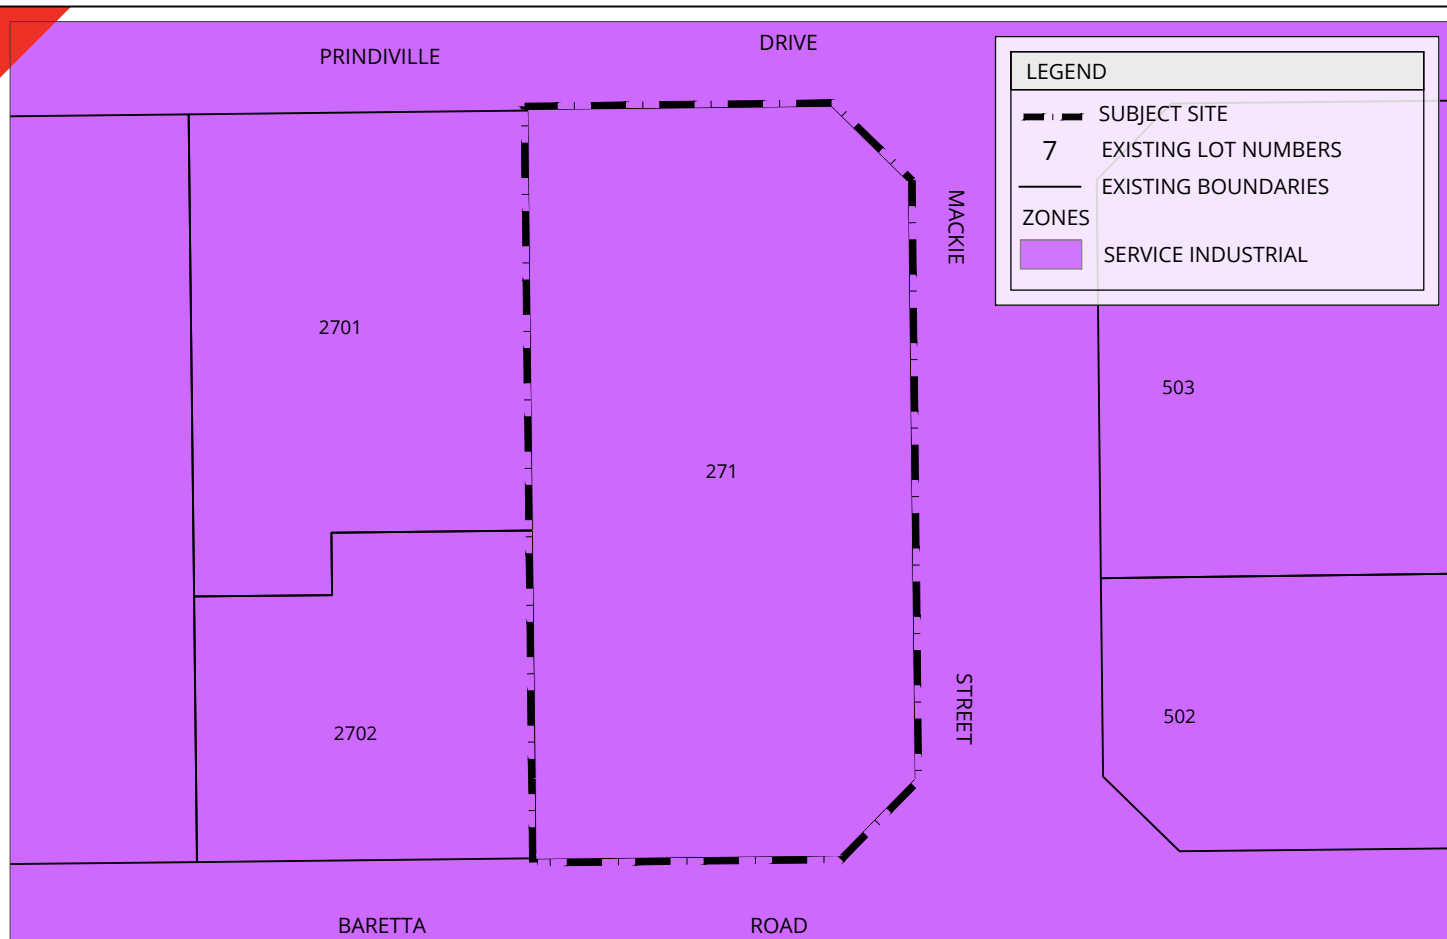 PRINDIVILLE DRIVE
LEGEND
SUBJECT SITE
7 EXISTING LOT NUMBERS
EXISTING BOUNDARIES
ZONES
SERVICE INDUSTRIAL
MACKIE STREET
2701
503
271
502
2702
BARETTA ROAD